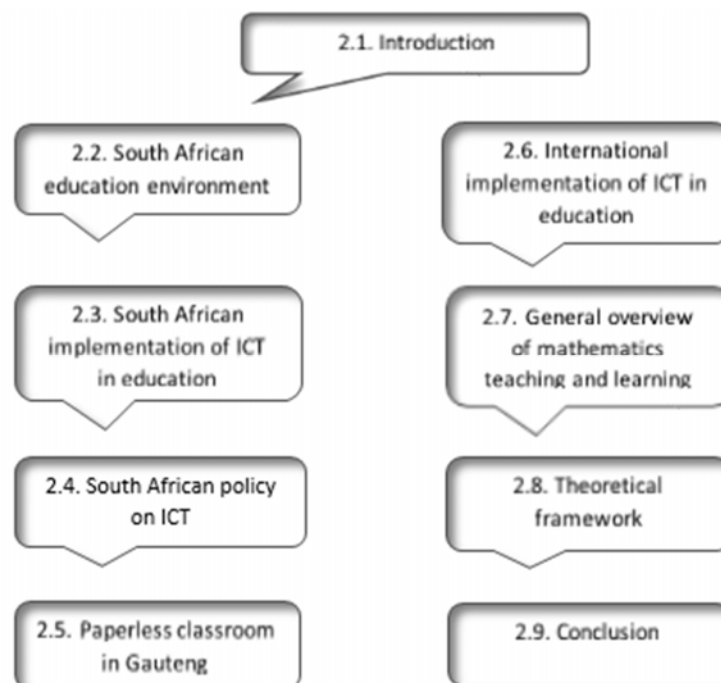 2.1. Introduction
2.2. South African
education environment
2.3. South African
implementation of ICT
in education
2.4. South African policy
on ICT
2.5. Paperless classroom
in Gauteng
2.6. International
implementation of ICT in
education
2.7. General overview
of mathematics
teaching and learning
2.8. Theoretical
framework
2.9. Conclusion